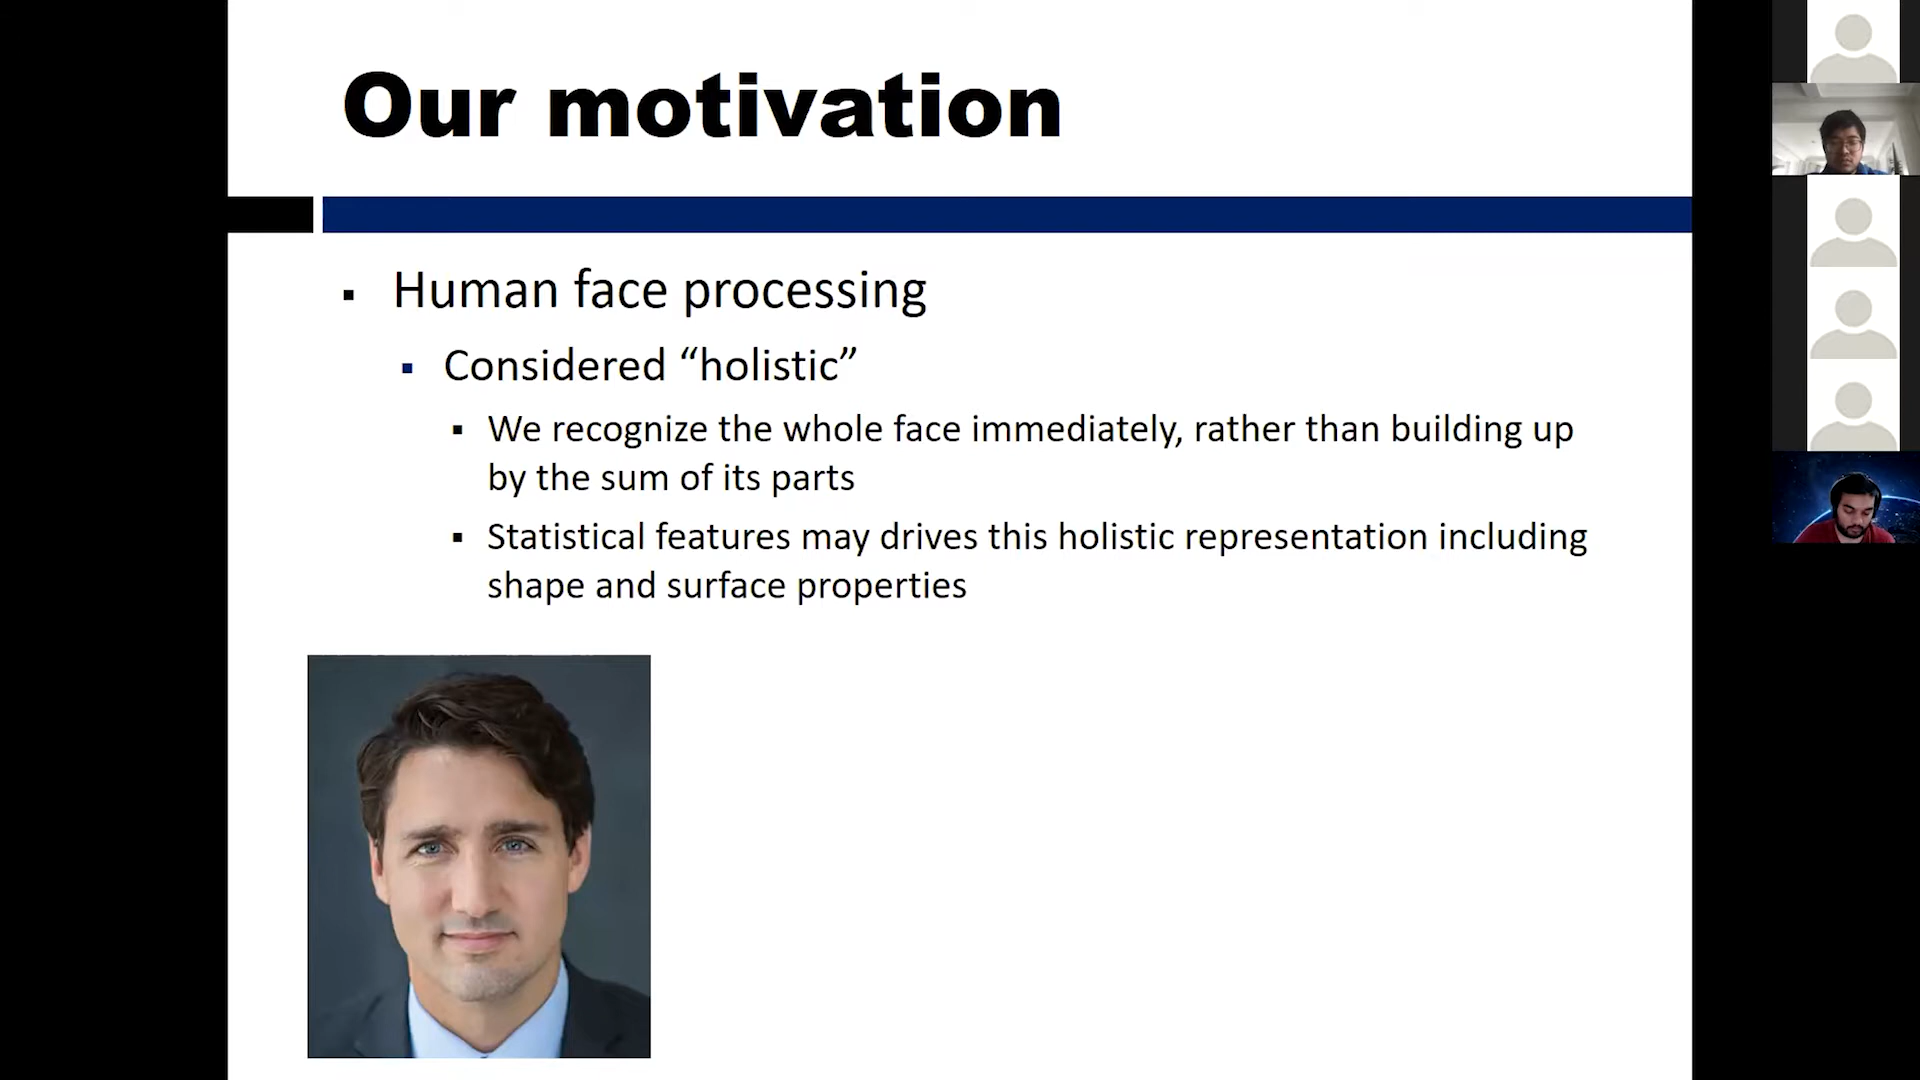 Our motivation
Human face processing
Considered “holistic”
We recognize the whole face immediately, rather than building up
by the sum of its parts
Statistical features may drives this holistic representation including
shape and surface properties